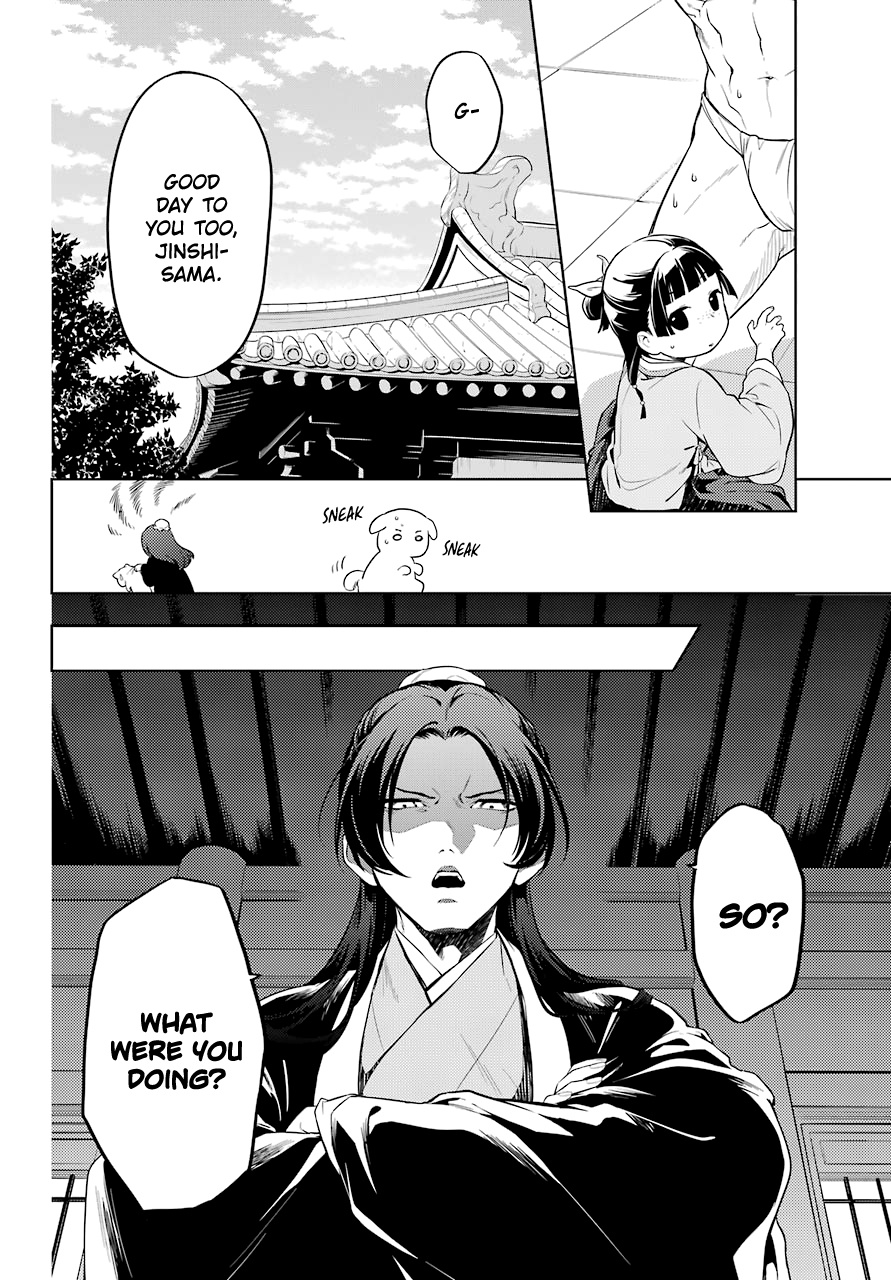 G-
GOOD
DAY TO
YOU TOO,
JINSHI-
SAMA.
SNEAK
SNEAK
SO?
WHAT
WERE YOU
DOING?